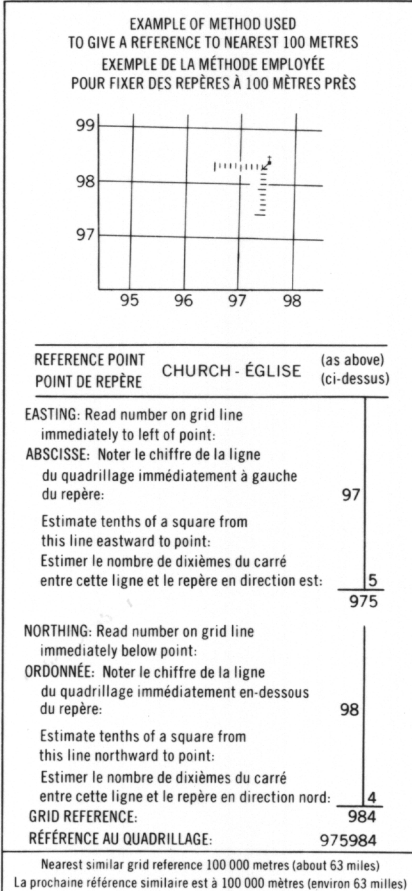 EXAMPLE OF METHOD USED
TO GIVE A REFERENCE TO NEAREST 100 METRES
EXEMPLE DE LA MÉTHODE EMPLOYÉE
POUR FIXER DES REPÈRES À 100 MÈTRES PRÈS
99
98
97
95 96 97 98
REFERENCE POINT
POINT DE REPÈRE
CHURCH - ÉGLISE
(as above)
(ci-dessus)
EASTING: Read number on grid line
immediately to left of point:
ABSCISSE: Noter le chiffre de la ligne
du quadrillage immédiatement à gauche
du repère: 97
Estimate tenths of a square from
this line eastward to point:
Estimer le nombre de dixièmes du carré
entre cette ligne et le repère en direction est: 5
975
NORTHING: Read number on grid line
immediately below point:
ORDONNÉE: Noter le chiffre de la ligne
du quadrillage immédiatement en-dessous
du repère: 98
Estimate tenths of a square from
this line northward to point:
Estimer le nombre de dixièmes du carré
entre cette ligne et le repère en direction nord: 4
GRID REFERENCE: 984
RÉFÉRENCE AU QUADRILLAGE: 975984
Nearest similar grid reference 100 000 metres (about 63 miles)
La prochaine référence similaire est à 100 000 mètres (environ 63 milles)